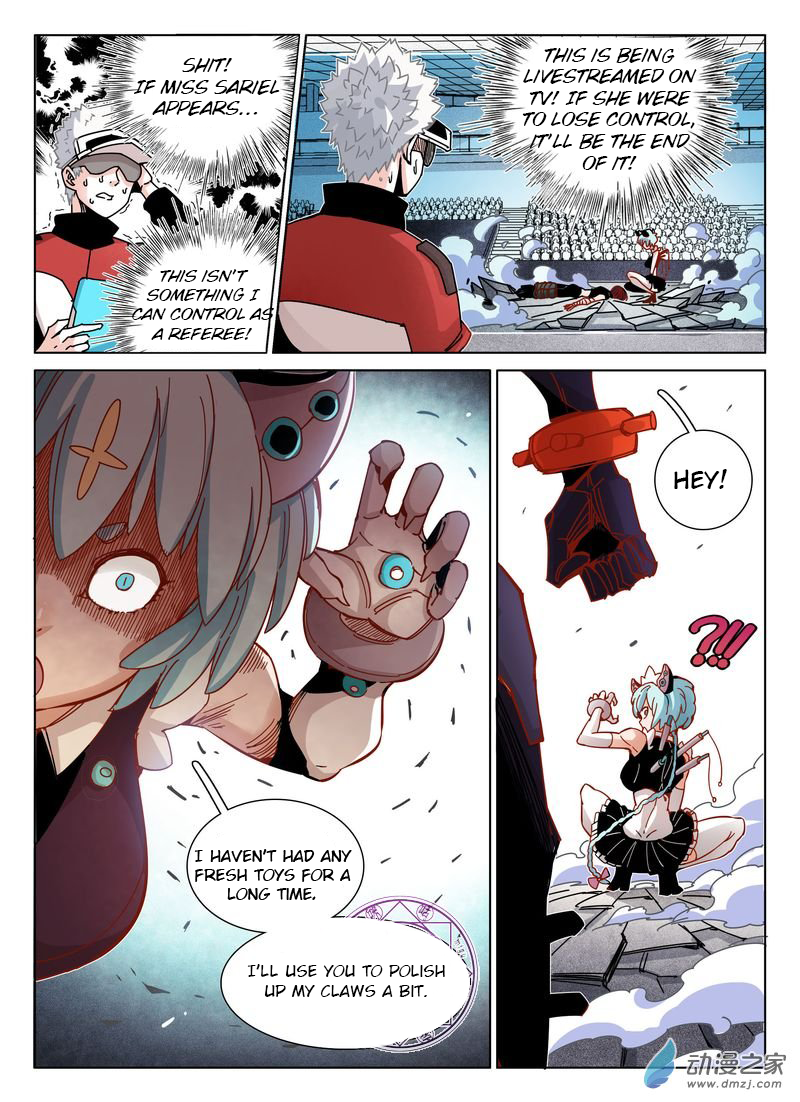 SHIT!
IF MISS SARIEL
APPEARS...
THIS ISN'T
SOMETHING I
CAN CONTROL AS
A REFEREE!
THIS IS BEING
LIVESTREAMED ON
TV! IF SHE WERE
TO LOSE CONTROL,
IT'LL BE THE END
OF IT!
I HAVEN'T HAD ANY
FRESH TOYS FOR A
LONG TIME.
I'LL USE YOU TO POLISH
UP MY CLAWS A BIT.
HEY!
?!!!
动漫之家
www.dmzj.com